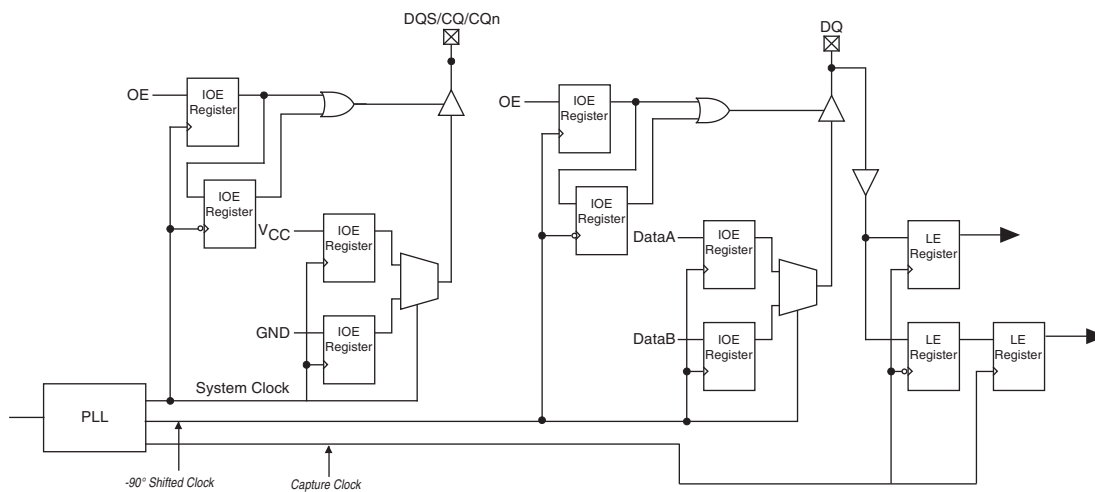 DQS/CQ/CQn
DQ
OE
IOE
Register
IOE
Register
VCC
IOE
Register
GND
IOE
Register
System Clock
PLL
-90° Shifted Clock
Capture Clock
OE
IOE
Register
IOE
Register
DataA
IOE
Register
DataB
IOE
Register
LE
Register
LE
Register
LE
Register